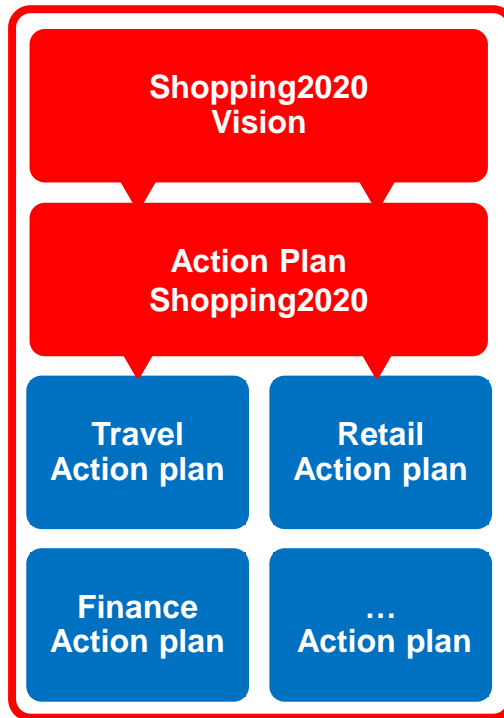 Shopping2020
Vision
Action Plan
Shopping2020
Travel
Action plan
Retail
Action plan
Finance
Action plan
…
Action plan